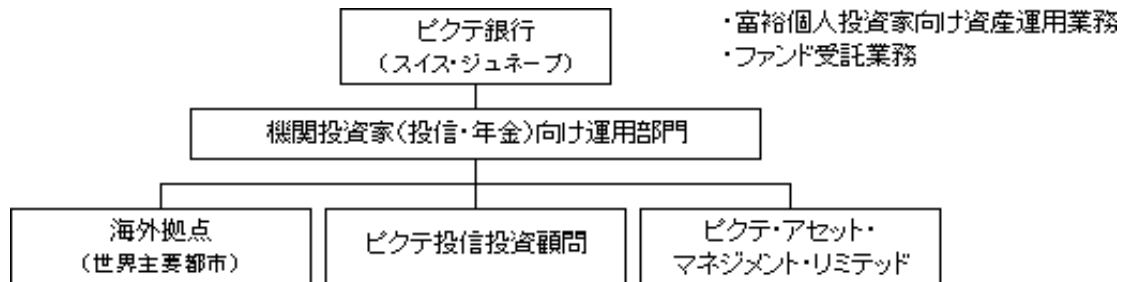 ピクテ銀行
（スイス・ジュネーブ）
・富裕個人投資家向け資産運用業務
・ファンド受託業務
機関投資家（投信・年金）向け運用部門
海外拠点
（世界主要都市）
ピクテ投信投資顧問
ピクテ・アセット・
マネジメント・リミテッド